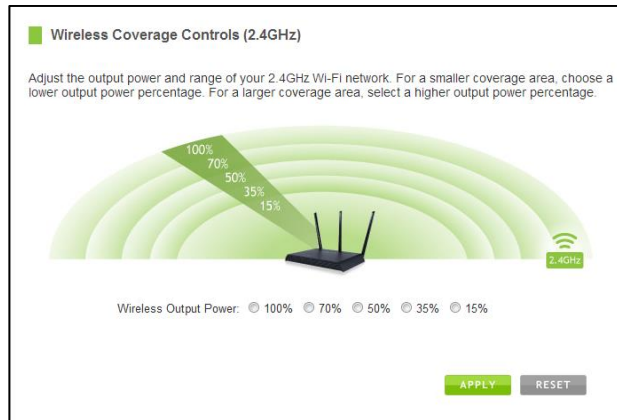 Wireless Coverage Controls (2.4GHz)
Adjust the output power and range of your 2.4GHz Wi-Fi network. For a smaller coverage area, choose a
lower output power percentage. For a larger coverage area, select a higher output power percentage.
100%
70%
50%
35%
15%
2.4GHz
Wireless Output Power: 100% 70% 50% 35% 15%
APPLY RESET